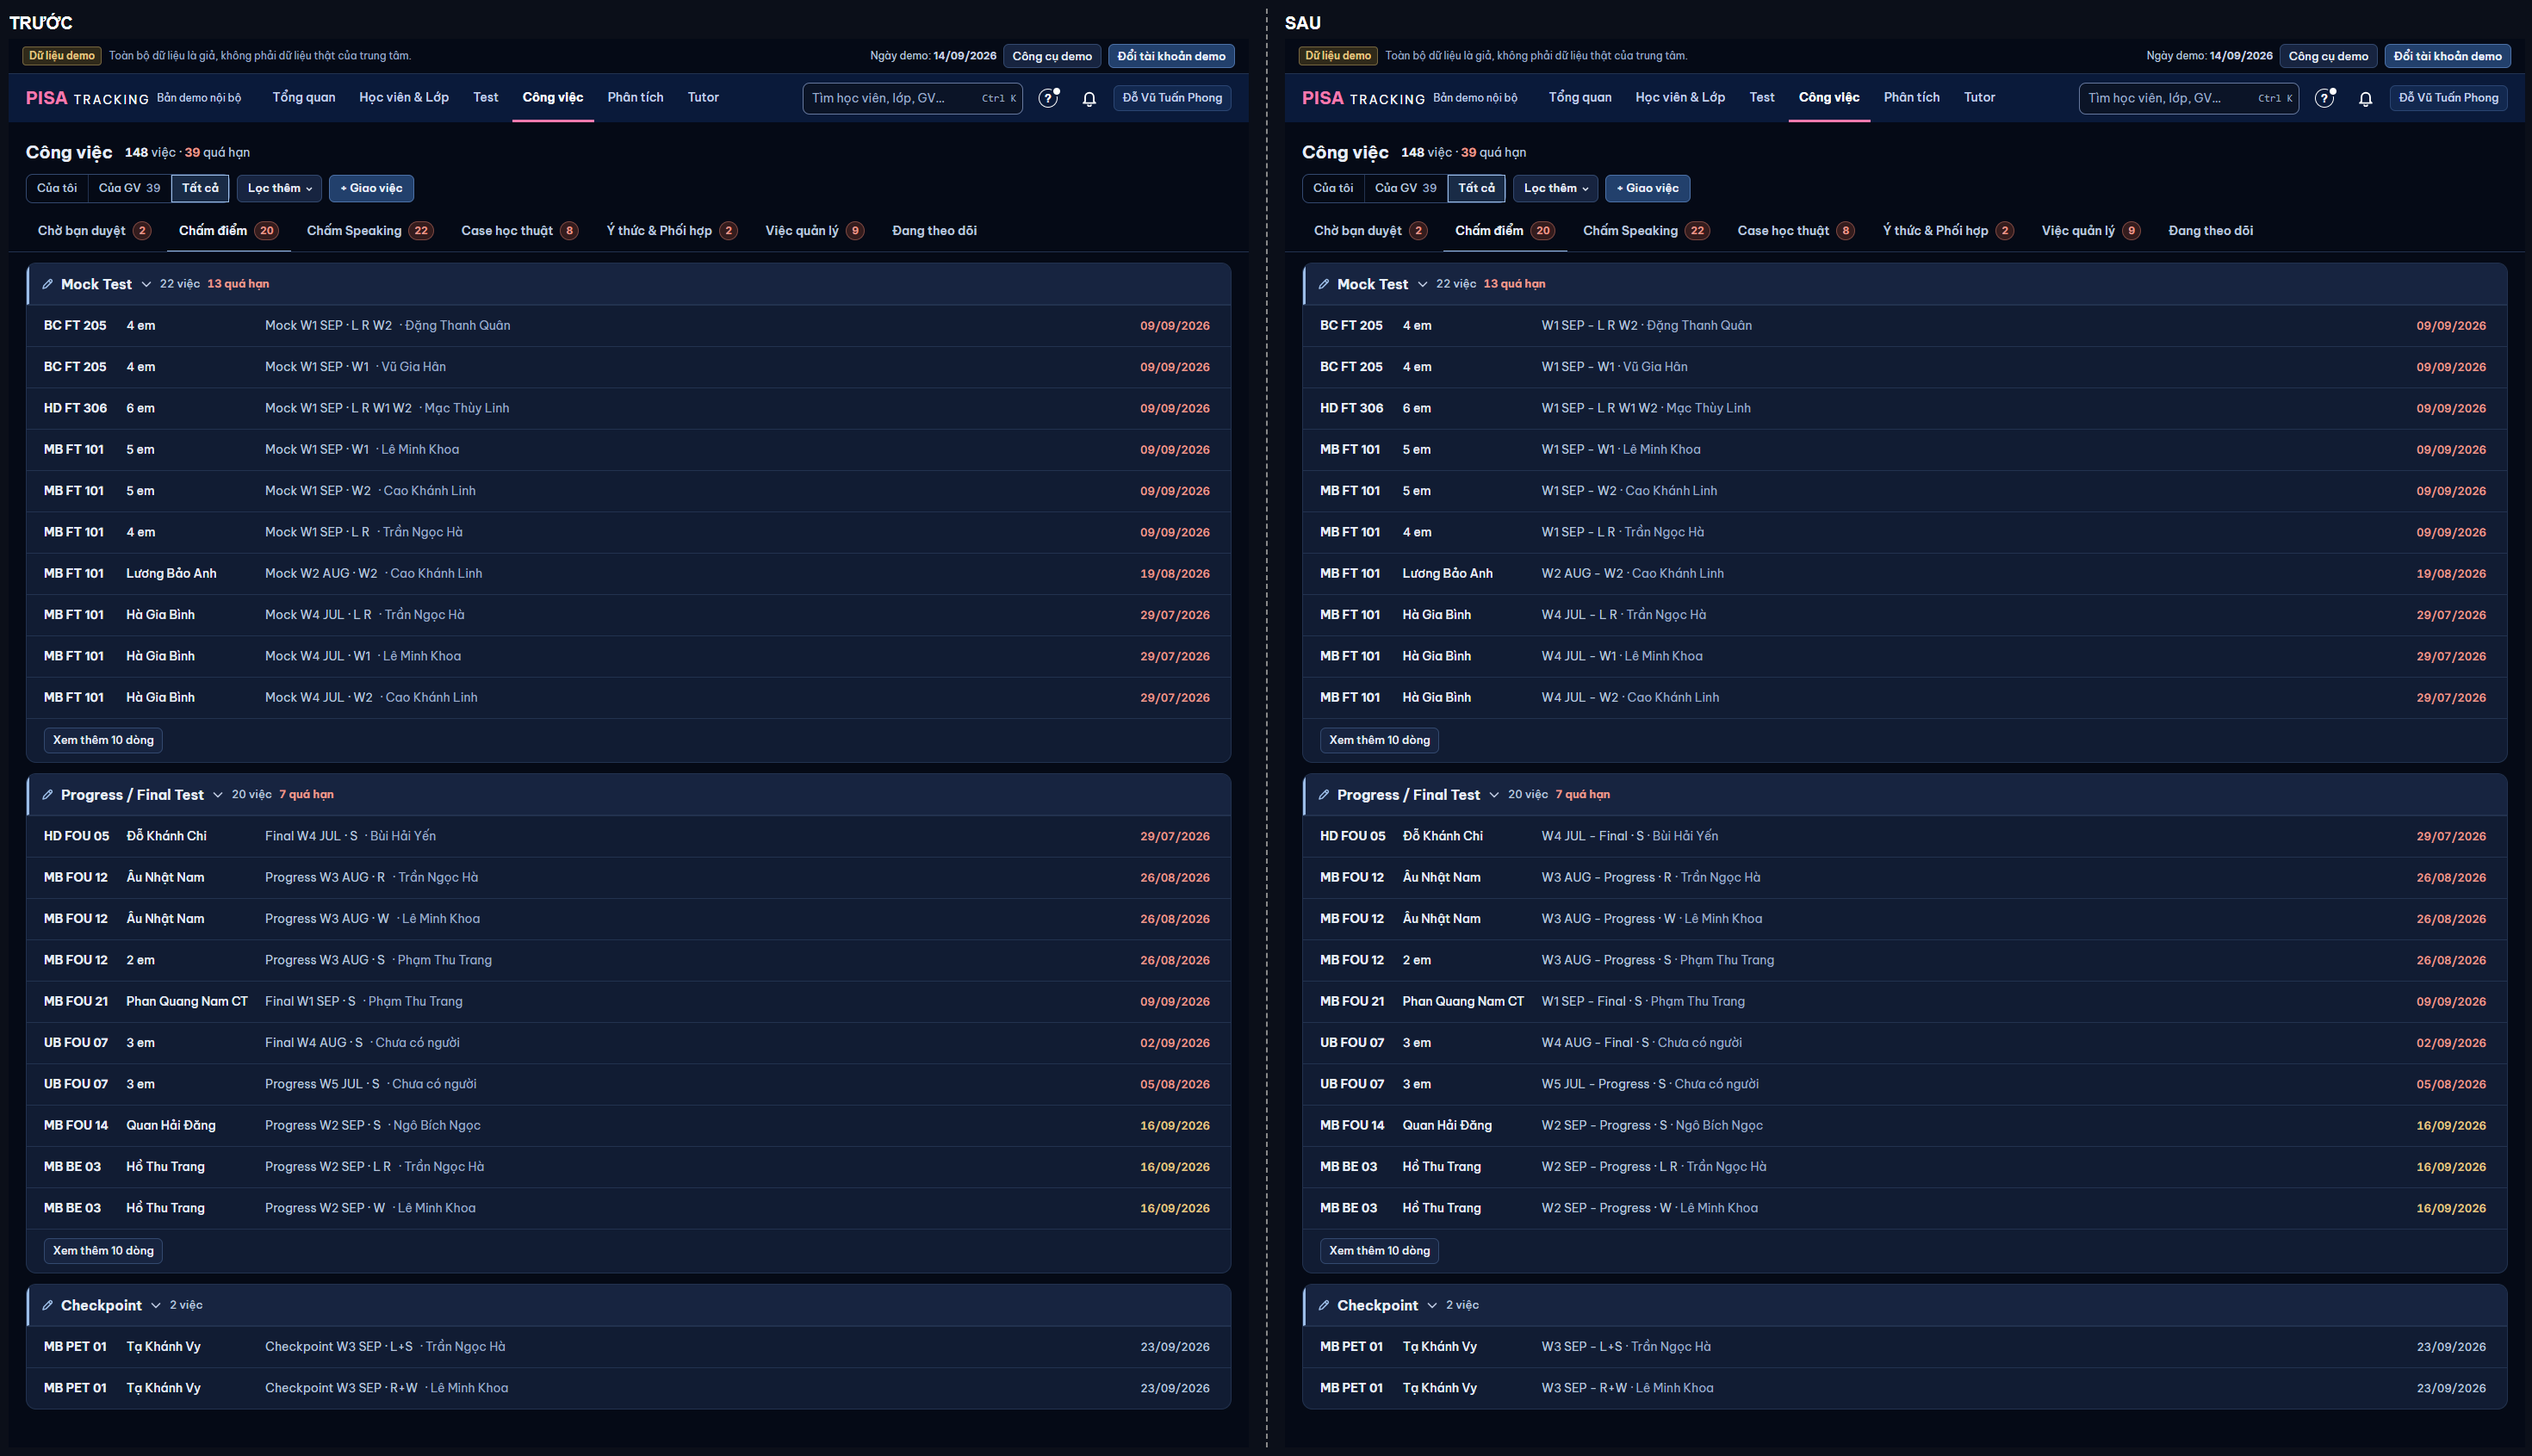 TRƯỚC
Dữ liệu demo Toàn bộ dữ liệu là giả, không phải dữ liệu thật của trung tâm. Ngày demo: 14/09/2026 Công cụ demo Đổi tài khoản demo
PISA TRACKING Bản demo nội bộ Tổng quan Học viên & Lớp Test Công việc Phân tích Tutor Tìm học viên, lớp, GV... Ctrl K ? Đỗ Vũ Tuấn Phong
Công việc 148 việc · 39 quá hạn
Của tôi Của GV 39 Tất cả Lọc thêm + Giao việc
Chờ bạn duyệt 2 Chấm điểm 20 Chấm Speaking 22 Case học thuật 8 Ý thức & Phối hợp 2 Việc quản lý 9 Đang theo dõi
Mock Test 22 việc 13 quá hạn
BC FT 205 4 em Mock W1 SEP · L R W2 · Đặng Thanh Quân 09/09/2026
BC FT 205 4 em Mock W1 SEP · W1 · Vũ Gia Hân 09/09/2026
HD FT 306 6 em Mock W1 SEP · L R W1 W2 · Mạc Thùy Linh 09/09/2026
MB FT 101 5 em Mock W1 SEP · W1 · Lê Minh Khoa 09/09/2026
MB FT 101 5 em Mock W1 SEP · W2 · Cao Khánh Linh 09/09/2026
MB FT 101 4 em Mock W1 SEP · L R · Trần Ngọc Hà 09/09/2026
MB FT 101 Lương Bảo Anh Mock W2 AUG · W2 · Cao Khánh Linh 19/08/2026
MB FT 101 Hà Gia Bình Mock W4 JUL · L R · Trần Ngọc Hà 29/07/2026
MB FT 101 Hà Gia Bình Mock W4 JUL · W1 · Lê Minh Khoa 29/07/2026
MB FT 101 Hà Gia Bình Mock W4 JUL · W2 · Cao Khánh Linh 29/07/2026
Xem thêm 10 dòng
Progress / Final Test 20 việc 7 quá hạn
HD FOU 05 Đỗ Khánh Chi Final W4 JUL · S · Bùi Hải Yến 29/07/2026
MB FOU 12 Âu Nhật Nam Progress W3 AUG · R · Trần Ngọc Hà 26/08/2026
MB FOU 12 Âu Nhật Nam Progress W3 AUG · W · Lê Minh Khoa 26/08/2026
MB FOU 12 2 em Progress W3 AUG · S · Phạm Thu Trang 26/08/2026
MB FOU 21 Phan Quang Nam CT Final W1 SEP · S · Phạm Thu Trang 09/09/2026
UB FOU 07 3 em Final W4 AUG · S · Chưa có người 02/09/2026
UB FOU 07 3 em Progress W5 JUL · S · Chưa có người 05/08/2026
MB FOU 14 Quan Hải Đăng Progress W2 SEP · S · Ngô Bích Ngọc 16/09/2026
MB BE 03 Hồ Thu Trang Progress W2 SEP · L R · Trần Ngọc Hà 16/09/2026
MB BE 03 Hồ Thu Trang Progress W2 SEP · W · Lê Minh Khoa 16/09/2026
Xem thêm 10 dòng
Checkpoint 2 việc
MB PET 01 Tạ Khánh Vy Checkpoint W3 SEP · L+S · Trần Ngọc Hà 23/09/2026
MB PET 01 Tạ Khánh Vy Checkpoint W3 SEP · R+W · Lê Minh Khoa 23/09/2026
SAU
Dữ liệu demo Toàn bộ dữ liệu là giả, không phải dữ liệu thật của trung tâm. Ngày demo: 14/09/2026 Công cụ demo Đổi tài khoản demo
PISA TRACKING Bản demo nội bộ Tổng quan Học viên & Lớp Test Công việc Phân tích Tutor Tìm học viên, lớp, GV... Ctrl K ? Đỗ Vũ Tuấn Phong
Công việc 148 việc · 39 quá hạn
Của tôi Của GV 39 Tất cả Lọc thêm + Giao việc
Chờ bạn duyệt 2 Chấm điểm 20 Chấm Speaking 22 Case học thuật 8 Ý thức & Phối hợp 2 Việc quản lý 9 Đang theo dõi
Mock Test 22 việc 13 quá hạn
BC FT 205 4 em W1 SEP – L R W2 · Đặng Thanh Quân 09/09/2026
BC FT 205 4 em W1 SEP – W1 · Vũ Gia Hân 09/09/2026
HD FT 306 6 em W1 SEP – L R W1 W2 · Mạc Thùy Linh 09/09/2026
MB FT 101 5 em W1 SEP – W1 · Lê Minh Khoa 09/09/2026
MB FT 101 5 em W1 SEP – W2 · Cao Khánh Linh 09/09/2026
MB FT 101 4 em W1 SEP – L R · Trần Ngọc Hà 09/09/2026
MB FT 101 Lương Bảo Anh W2 AUG – W2 · Cao Khánh Linh 19/08/2026
MB FT 101 Hà Gia Bình W4 JUL – L R · Trần Ngọc Hà 29/07/2026
MB FT 101 Hà Gia Bình W4 JUL – W1 · Lê Minh Khoa 29/07/2026
MB FT 101 Hà Gia Bình W4 JUL – W2 · Cao Khánh Linh 29/07/2026
Xem thêm 10 dòng
Progress / Final Test 20 việc 7 quá hạn
HD FOU 05 Đỗ Khánh Chi W4 JUL – Final · S · Bùi Hải Yến 29/07/2026
MB FOU 12 Âu Nhật Nam W3 AUG – Progress · R · Trần Ngọc Hà 26/08/2026
MB FOU 12 Âu Nhật Nam W3 AUG – Progress · W · Lê Minh Khoa 26/08/2026
MB FOU 12 2 em W3 AUG – Progress · S · Phạm Thu Trang 26/08/2026
MB FOU 21 Phan Quang Nam CT W1 SEP – Final · S · Phạm Thu Trang 09/09/2026
UB FOU 07 3 em W4 AUG – Final · S · Chưa có người 02/09/2026
UB FOU 07 3 em W5 JUL – Progress · S · Chưa có người 05/08/2026
MB FOU 14 Quan Hải Đăng W2 SEP – Progress · S · Ngô Bích Ngọc 16/09/2026
MB BE 03 Hồ Thu Trang W2 SEP – Progress · L R · Trần Ngọc Hà 16/09/2026
MB BE 03 Hồ Thu Trang W2 SEP – Progress · W · Lê Minh Khoa 16/09/2026
Xem thêm 10 dòng
Checkpoint 2 việc
MB PET 01 Tạ Khánh Vy W3 SEP – L+S · Trần Ngọc Hà 23/09/2026
MB PET 01 Tạ Khánh Vy W3 SEP – R+W · Lê Minh Khoa 23/09/2026